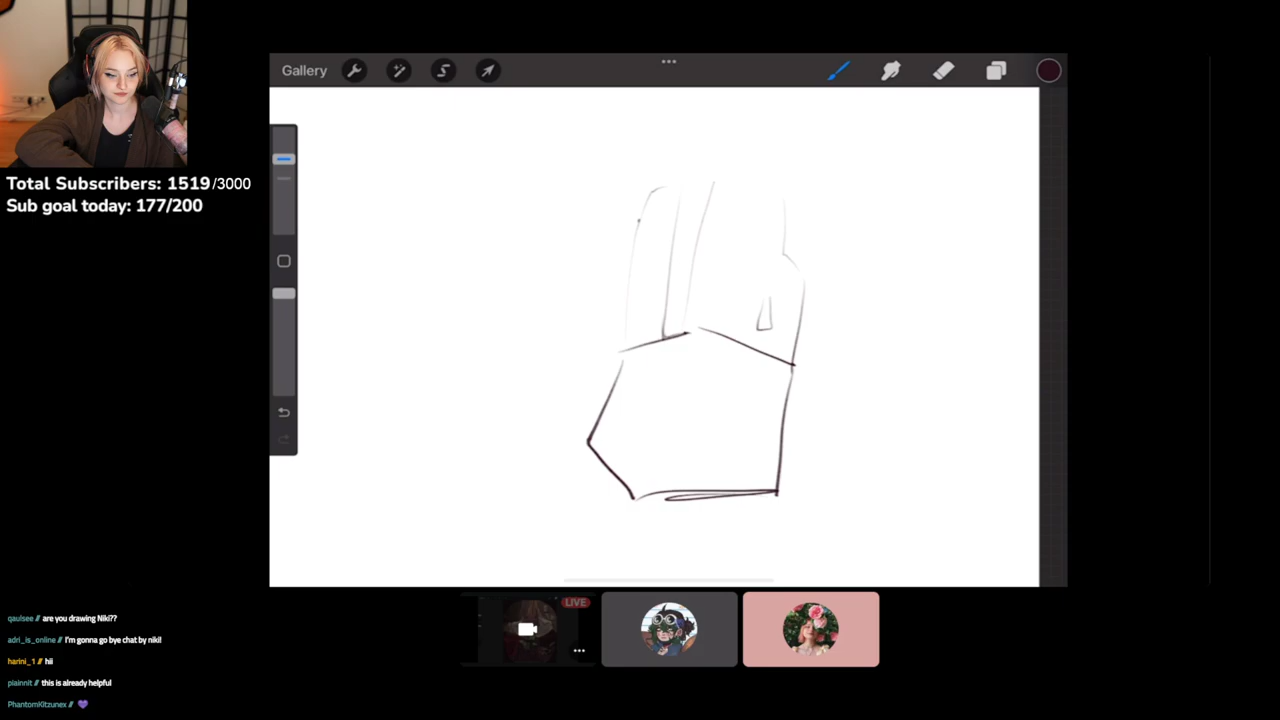 Gallery
Total Subscribers: 1519/3000
Sub goal today: 177/200
LIVE
qaulsee // are you drawing Niki??
adri_is_online // I'm gonna go bye chat by niki!
harini_1 // hii
piainnit // this is already helpful
PhantomKitzunex // 💜